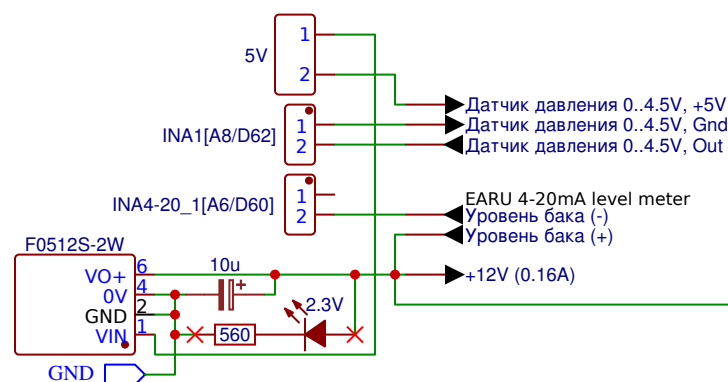 5V
1
2
Датчик давления 0..4.5V, +5V
INA1[A8/D62]
1
2
Датчик давления 0..4.5V, Gnd
Датчик давления 0..4.5V, Out
INA4-20_1[A6/D60]
1
2
EARU 4-20mA level meter
Уровень бака (-)
Уровень бака (+)
F0512S-2W
VO+ 6
0V 4
GND 2
VIN 1
10u
+
+12V (0.16A)
2.3V
560
GND